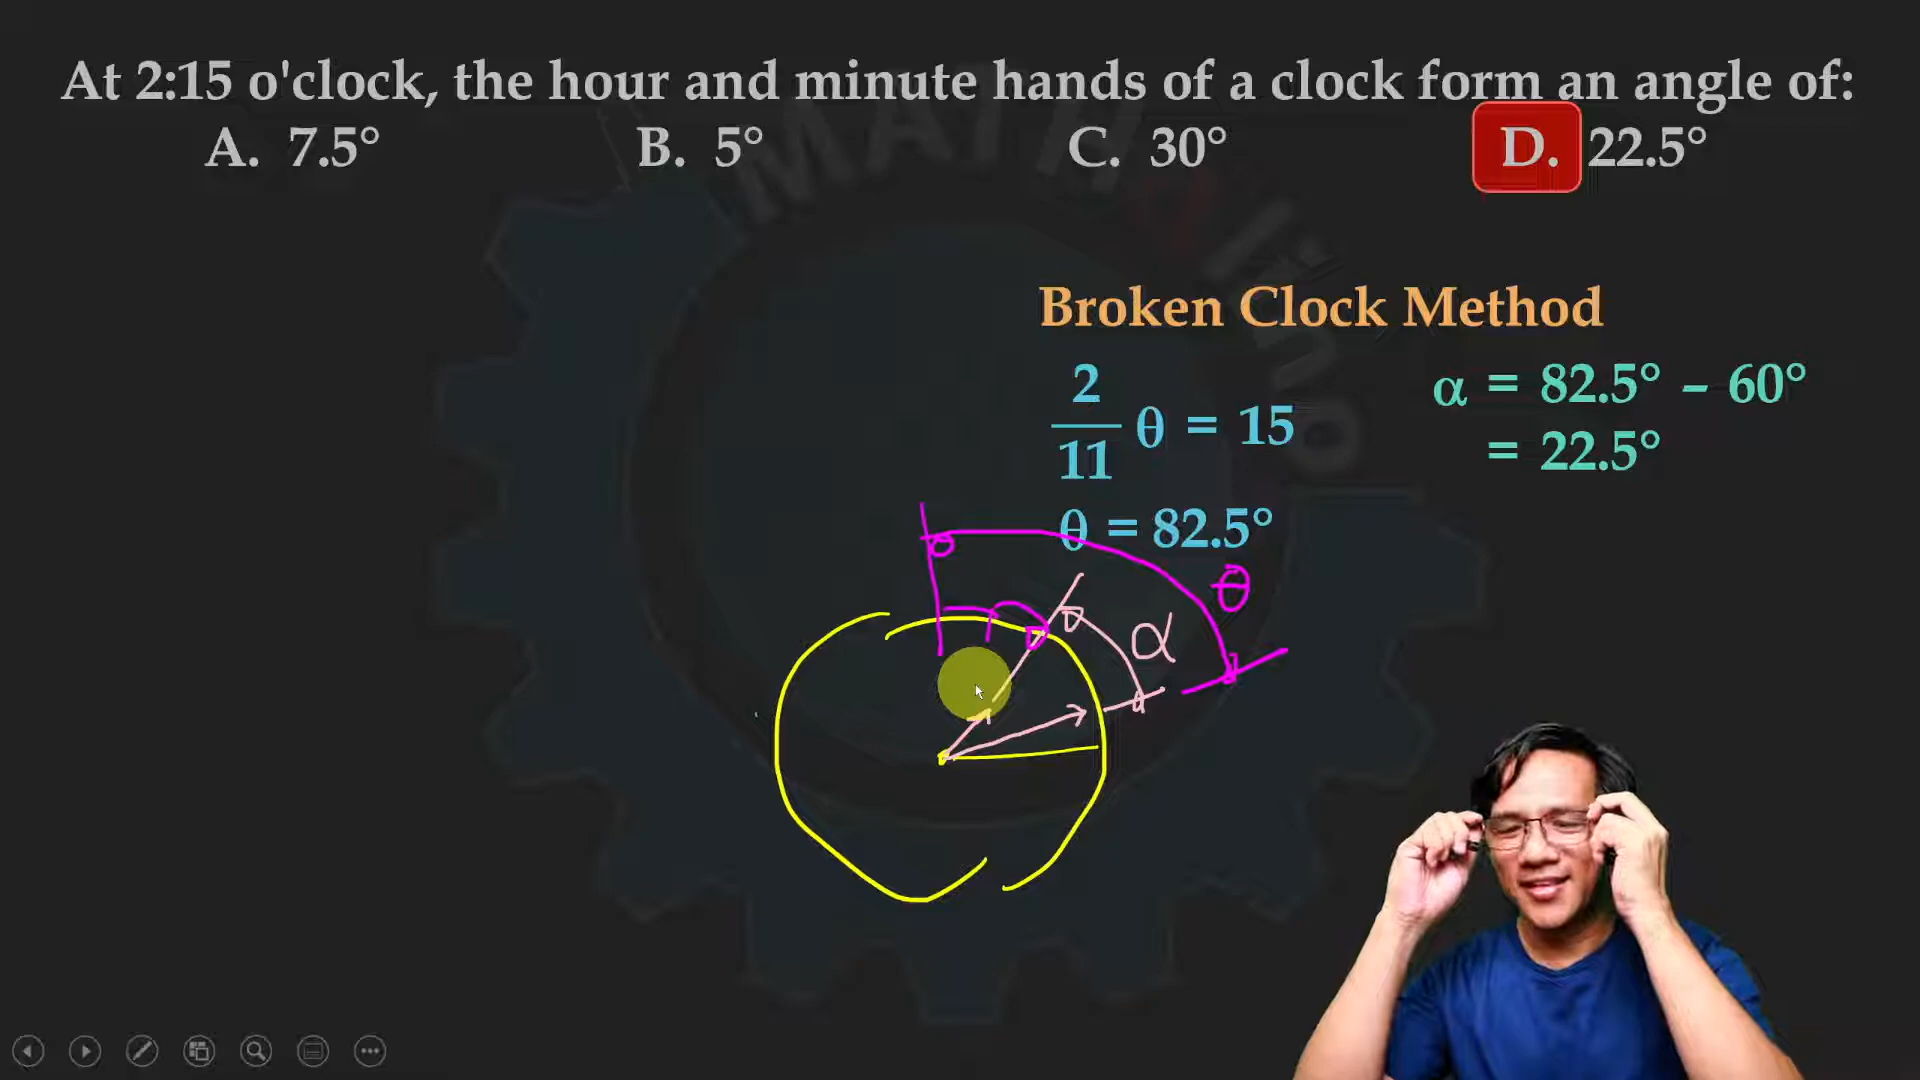 At 2:15 o'clock, the hour and minute hands of a clock form an angle of:
A. 7.5° B. 5° C. 30° D. 22.5°
MATHalino
Broken Clock Method
2/11 θ = 15
θ = 82.5°
α = 82.5° – 60°
= 22.5°
θ
α